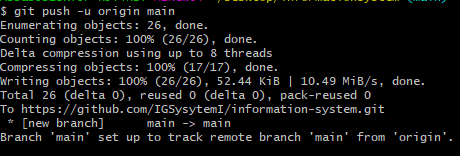 $ git push -u origin main
Enumerating objects: 26, done.
Counting objects: 100% (26/26), done.
Delta compression using up to 8 threads
Compressing objects: 100% (17/17), done.
Writing objects: 100% (26/26), 52.44 KiB | 10.49 MiB/s, done.
Total 26 (delta 0), reused 0 (delta 0), pack-reused 0
To https://github.com/IGSysytemI/information-system.git
 * [new branch]      main -> main
Branch 'main' set up to track remote branch 'main' from 'origin'.